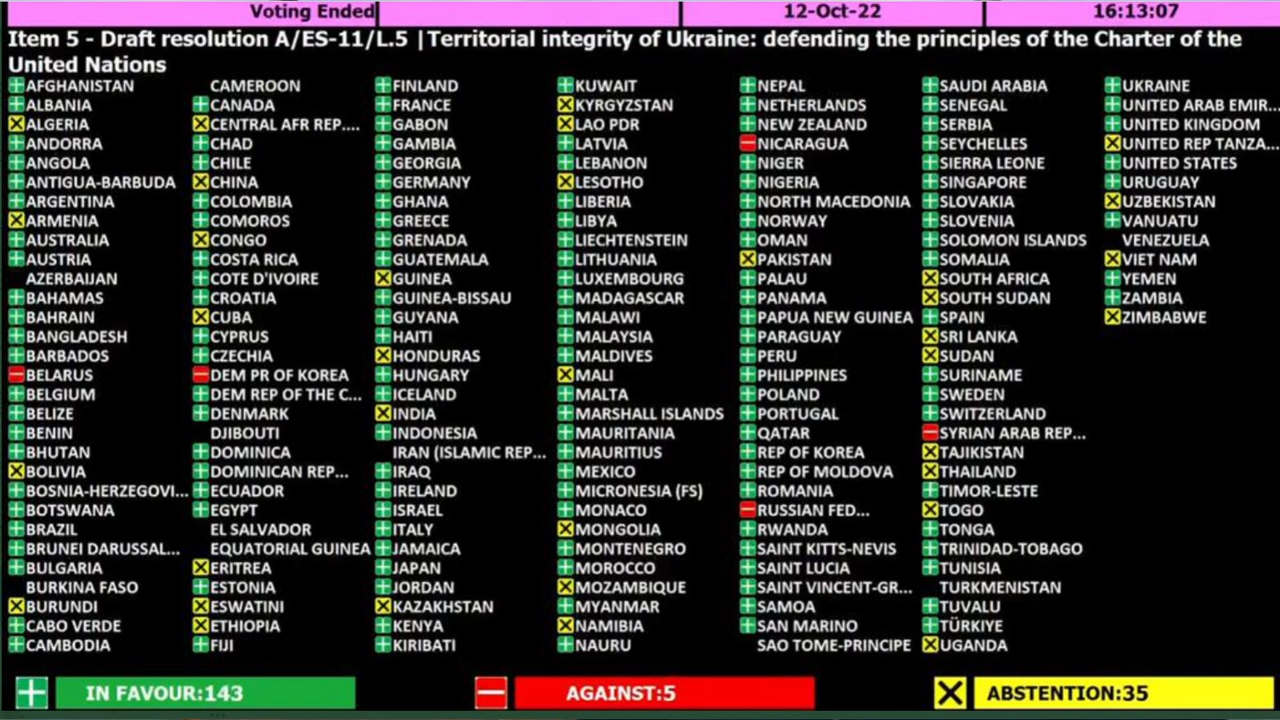 Voting Ended 12-Oct-22 16:13:07
Item 5 - Draft resolution A/ES-11/L.5 | Territorial integrity of Ukraine: defending the principles of the Charter of the
United Nations
AFGHANISTAN
ALBANIA
ALGERIA
ANDORRA
ANGOLA
ANTIGUA-BARBUDA
ARGENTINA
ARMENIA
AUSTRALIA
AUSTRIA
AZERBAIJAN
BAHAMAS
BAHRAIN
BANGLADESH
BARBADOS
BELARUS
BELGIUM
BELIZE
BENIN
BHUTAN
BOLIVIA
BOSNIA-HERZEGOVI...
BOTSWANA
BRAZIL
BRUNEI DARUSSAL...
BULGARIA
BURKINA FASO
BURUNDI
CABO VERDE
CAMBODIA
CAMEROON
CANADA
CENTRAL AFR REP....
CHAD
CHILE
CHINA
COLOMBIA
COMOROS
CONGO
COSTA RICA
COTE D'IVOIRE
CROATIA
CUBA
CYPRUS
CZECHIA
DEM PR OF KOREA
DEM REP OF THE C...
DENMARK
DJIBOUTI
DOMINICA
DOMINICAN REP...
ECUADOR
EGYPT
EL SALVADOR
EQUATORIAL GUINEA
ERITREA
ESTONIA
ESWATINI
ETHIOPIA
FIJI
FINLAND
FRANCE
GABON
GAMBIA
GEORGIA
GERMANY
GHANA
GREECE
GRENADA
GUATEMALA
GUINEA
GUINEA-BISSAU
GUYANA
HAITI
HONDURAS
HUNGARY
ICELAND
INDIA
INDONESIA
IRAN (ISLAMIC REP...
IRAQ
IRELAND
ISRAEL
ITALY
JAMAICA
JAPAN
JORDAN
KAZAKHSTAN
KENYA
KIRIBATI
KUWAIT
KYRGYZSTAN
LAO PDR
LATVIA
LEBANON
LESOTHO
LIBERIA
LIBYA
LIECHTENSTEIN
LITHUANIA
LUXEMBOURG
MADAGASCAR
MALAWI
MALAYSIA
MALDIVES
MALI
MALTA
MARSHALL ISLANDS
MAURITANIA
MAURITIUS
MEXICO
MICRONESIA (FS)
MONACO
MONGOLIA
MONTENEGRO
MOROCCO
MOZAMBIQUE
MYANMAR
NAMIBIA
NAURU
NEPAL
NETHERLANDS
NEW ZEALAND
NICARAGUA
NIGER
NIGERIA
NORTH MACEDONIA
NORWAY
OMAN
PAKISTAN
PALAU
PANAMA
PAPUA NEW GUINEA
PARAGUAY
PERU
PHILIPPINES
POLAND
PORTUGAL
QATAR
REP OF KOREA
REP OF MOLDOVA
ROMANIA
RUSSIAN FED...
RWANDA
SAINT KITTS-NEVIS
SAINT LUCIA
SAINT VINCENT-GR...
SAMOA
SAN MARINO
SAO TOME-PRINCIPE
SAUDI ARABIA
SENEGAL
SERBIA
SEYCHELLES
SIERRA LEONE
SINGAPORE
SLOVAKIA
SLOVENIA
SOLOMON ISLANDS
SOMALIA
SOUTH AFRICA
SOUTH SUDAN
SPAIN
SRI LANKA
SUDAN
SURINAME
SWEDEN
SWITZERLAND
SYRIAN ARAB REP...
TAJIKISTAN
THAILAND
TIMOR-LESTE
TOGO
TONGA
TRINIDAD-TOBAGO
TUNISIA
TURKMENISTAN
TUVALU
TÜRKIYE
UGANDA
UKRAINE
UNITED ARAB EMIR...
UNITED KINGDOM
UNITED REP TANZA...
UNITED STATES
URUGUAY
UZBEKISTAN
VANUATU
VENEZUELA
VIET NAM
YEMEN
ZAMBIA
ZIMBABWE
IN FAVOUR:143 AGAINST:5 ABSTENTION:35